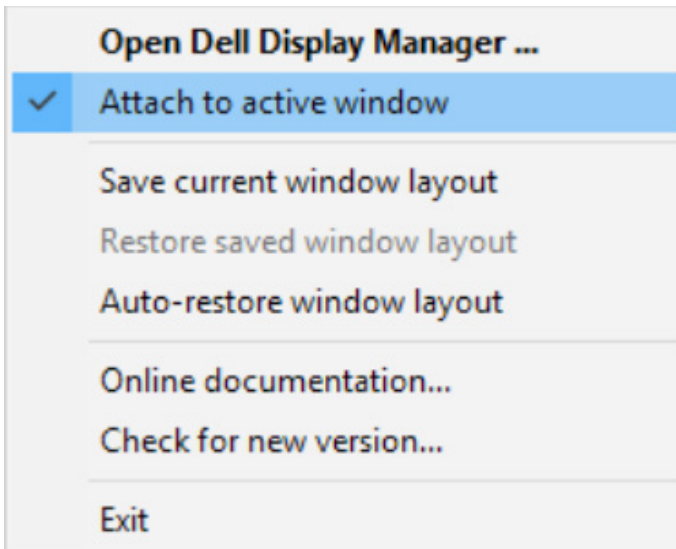 Open Dell Display Manager ...
Attach to active window
Save current window layout
Restore saved window layout
Auto-restore window layout
Online documentation...
Check for new version...
Exit